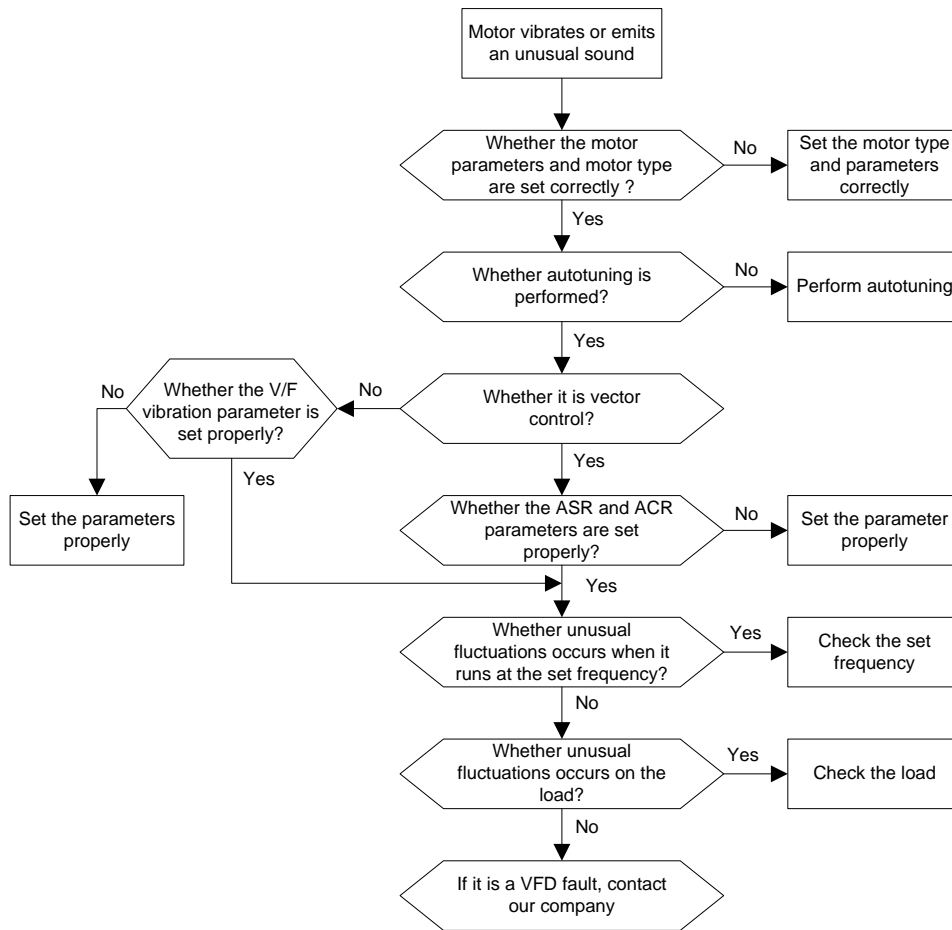 Motor vibrates or emits
an unusual sound
Whether the motor
parameters and motor type
are set correctly ?
No
Set the motor type
and parameters
correctly
Yes
Whether autotuning is
performed?
No
Perform autotuning
Yes
Whether it is vector
control?
No
Whether the V/F
vibration parameter is
set properly?
No
Set the parameters
properly
Yes
Yes
Whether the ASR and ACR
parameters are set
properly?
No
Set the parameter
properly
Yes
Whether unusual
fluctuations occurs when it
runs at the set frequency?
Yes
Check the set
frequency
No
Whether unusual
fluctuations occurs on the
load?
Yes
Check the load
No
If it is a VFD fault, contact
our company